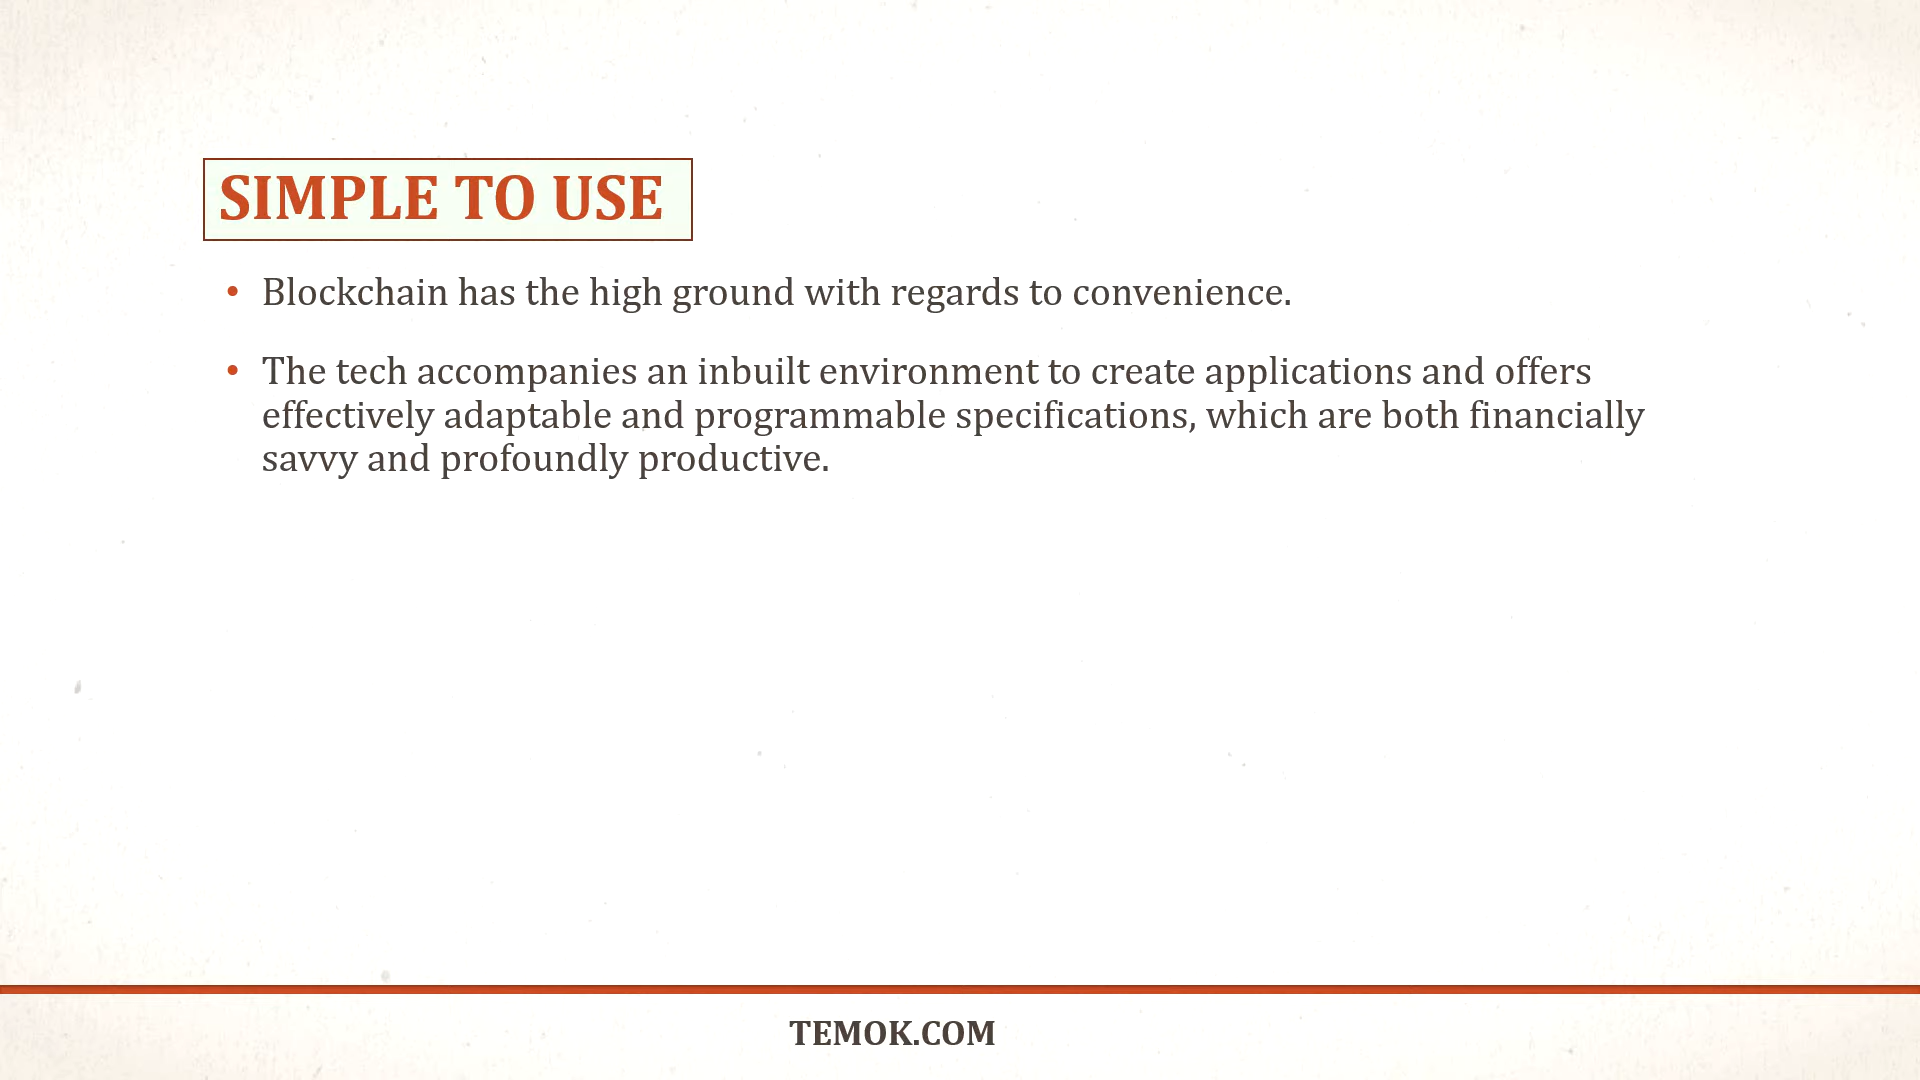 SIMPLE TO USE
• Blockchain has the high ground with regards to convenience.
• The tech accompanies an inbuilt environment to create applications and offers
effectively adaptable and programmable specifications, which are both financially
savvy and profoundly productive.
TEMOK.COM